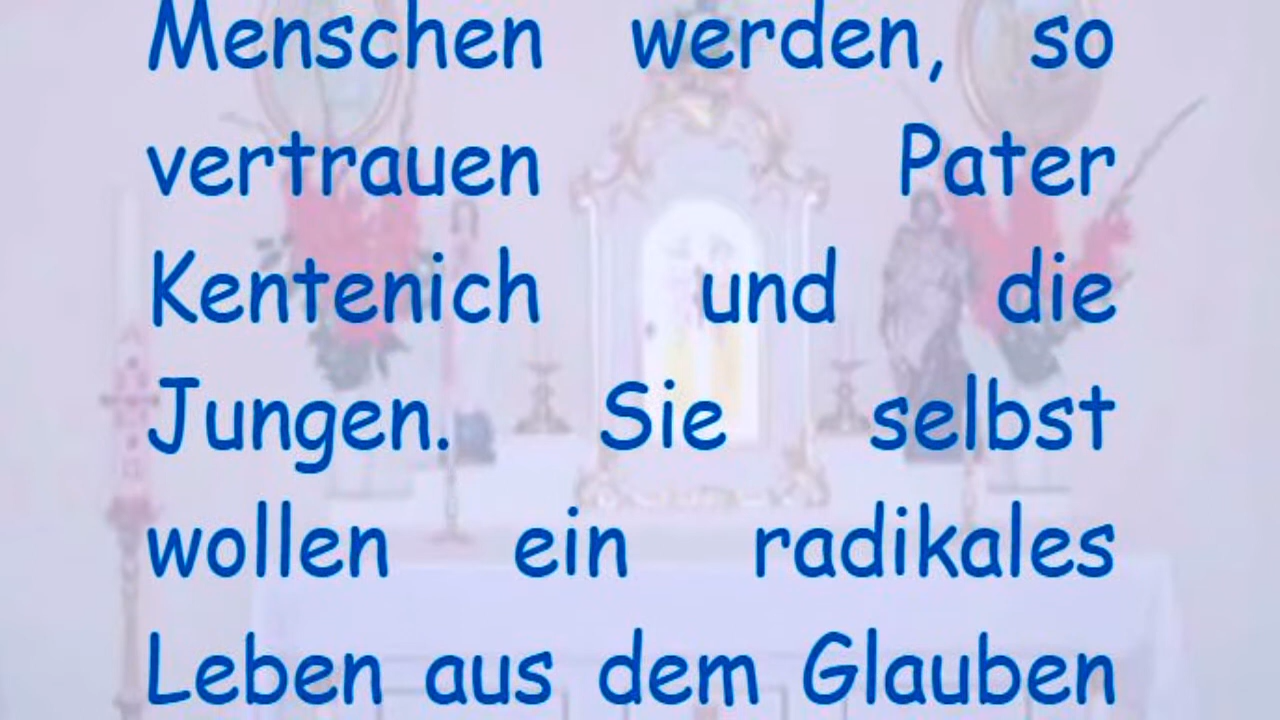 Menschen werden, so
vertrauen Pater
Kentenich und die
Jungen. Sie selbst
wollen ein radikales
Leben aus dem Glauben